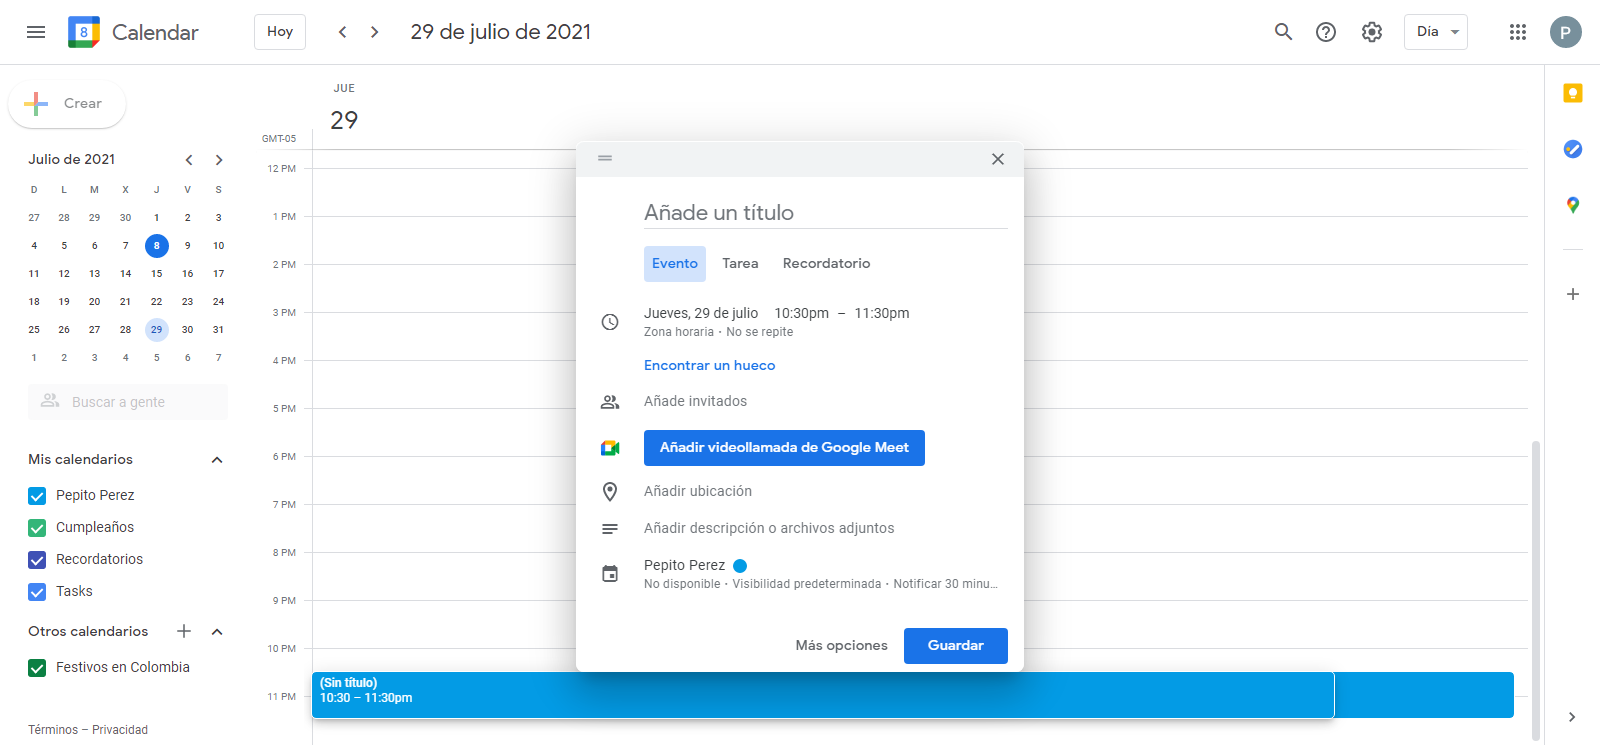 8
Calendar
Hoy
29 de julio de 2021
Día
P
Crear
Julio de 2021
D L M X J V S
27 28 29 30 1 2 3
4 5 6 7 8 9 10
11 12 13 14 15 16 17
18 19 20 21 22 23 24
25 26 27 28 29 30 31
1 2 3 4 5 6 7
Buscar a gente
Mis calendarios
Pepito Perez
Cumpleaños
Recordatorios
Tasks
Otros calendarios
Festivos en Colombia
Términos – Privacidad
JUE
29
GMT-05
12 PM
1 PM
2 PM
3 PM
4 PM
5 PM
6 PM
7 PM
8 PM
9 PM
10 PM
11 PM
Añade un título
Evento Tarea Recordatorio
Jueves, 29 de julio 10:30pm – 11:30pm
Zona horaria • No se repite
Encontrar un hueco
Añade invitados
Añadir videollamada de Google Meet
Añadir ubicación
Añadir descripción o archivos adjuntos
Pepito Perez
No disponible • Visibilidad predeterminada • Notificar 30 minu...
Más opciones Guardar
(Sin título)
10:30 – 11:30pm